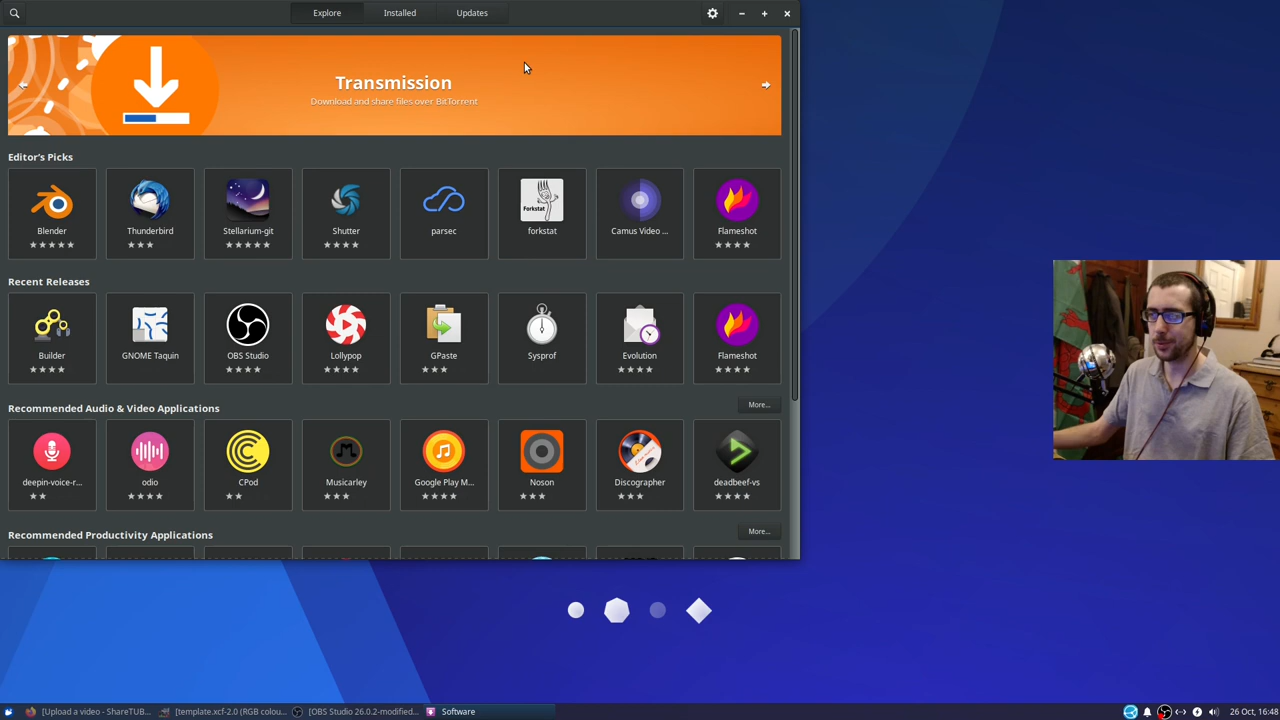 Explore Installed Updates
Transmission
Download and share files over BitTorrent
Editor's Picks
Blender Thunderbird Stellarium-git Shutter parsec forkstat Camus Video ... Flameshot
Forkstat
Recent Releases
Builder GNOME Taquin OBS Studio Lollypop GPaste Sysprof Evolution Flameshot
Recommended Audio & Video Applications More...
deepin-voice-r... odio CPod Musicarley Google Play M... Noson Discographer deadbeef-vs
Recommended Productivity Applications More...
[Upload a video - ShareTUB... [template.xcf-2.0 (RGB colou... [OBS Studio 26.0.2-modified... Software 26 Oct, 16:48